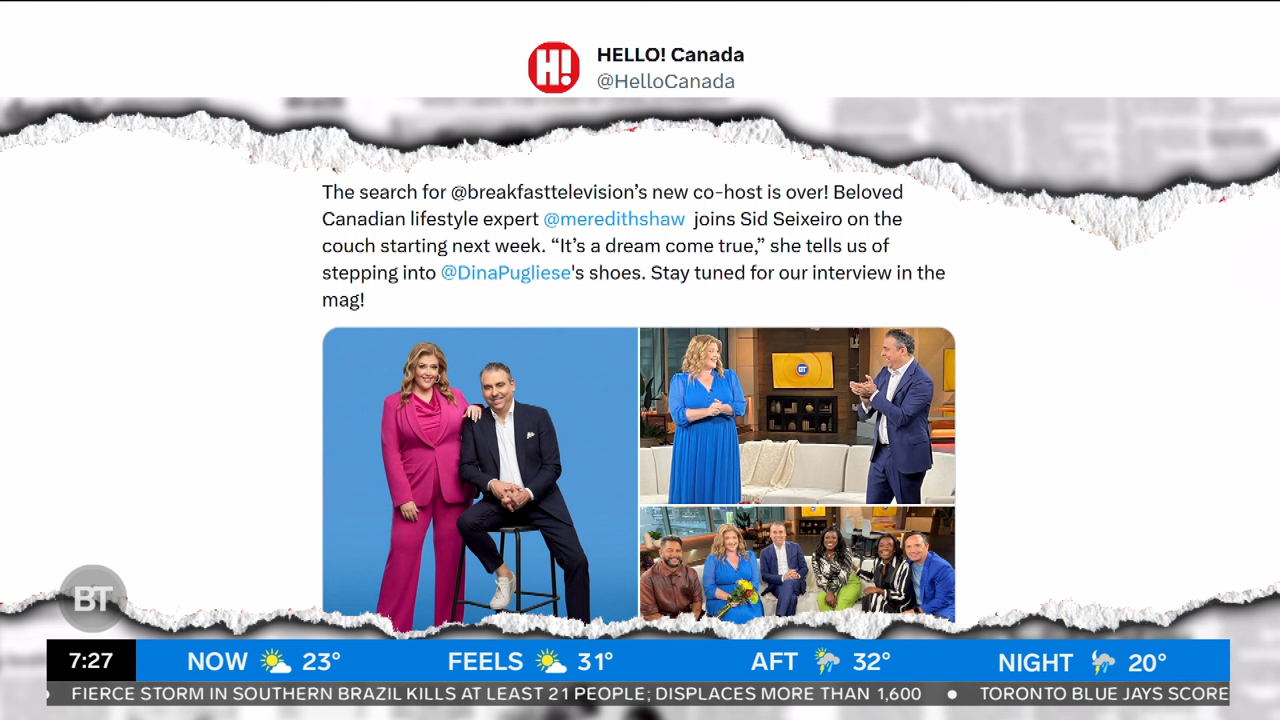 H!
HELLO! Canada
@HelloCanada
The search for @breakfasttelevision’s new co-host is over! Beloved
Canadian lifestyle expert @meredithshaw joins Sid Seixeiro on the
couch starting next week. “It’s a dream come true,” she tells us of
stepping into @DinaPugliese's shoes. Stay tuned for our interview in the
mag!
BT
BT
7:27 NOW 23° FEELS 31° AFT 32° NIGHT 20°
FIERCE STORM IN SOUTHERN BRAZIL KILLS AT LEAST 21 PEOPLE; DISPLACES MORE THAN 1,600 ● TORONTO BLUE JAYS SCORE